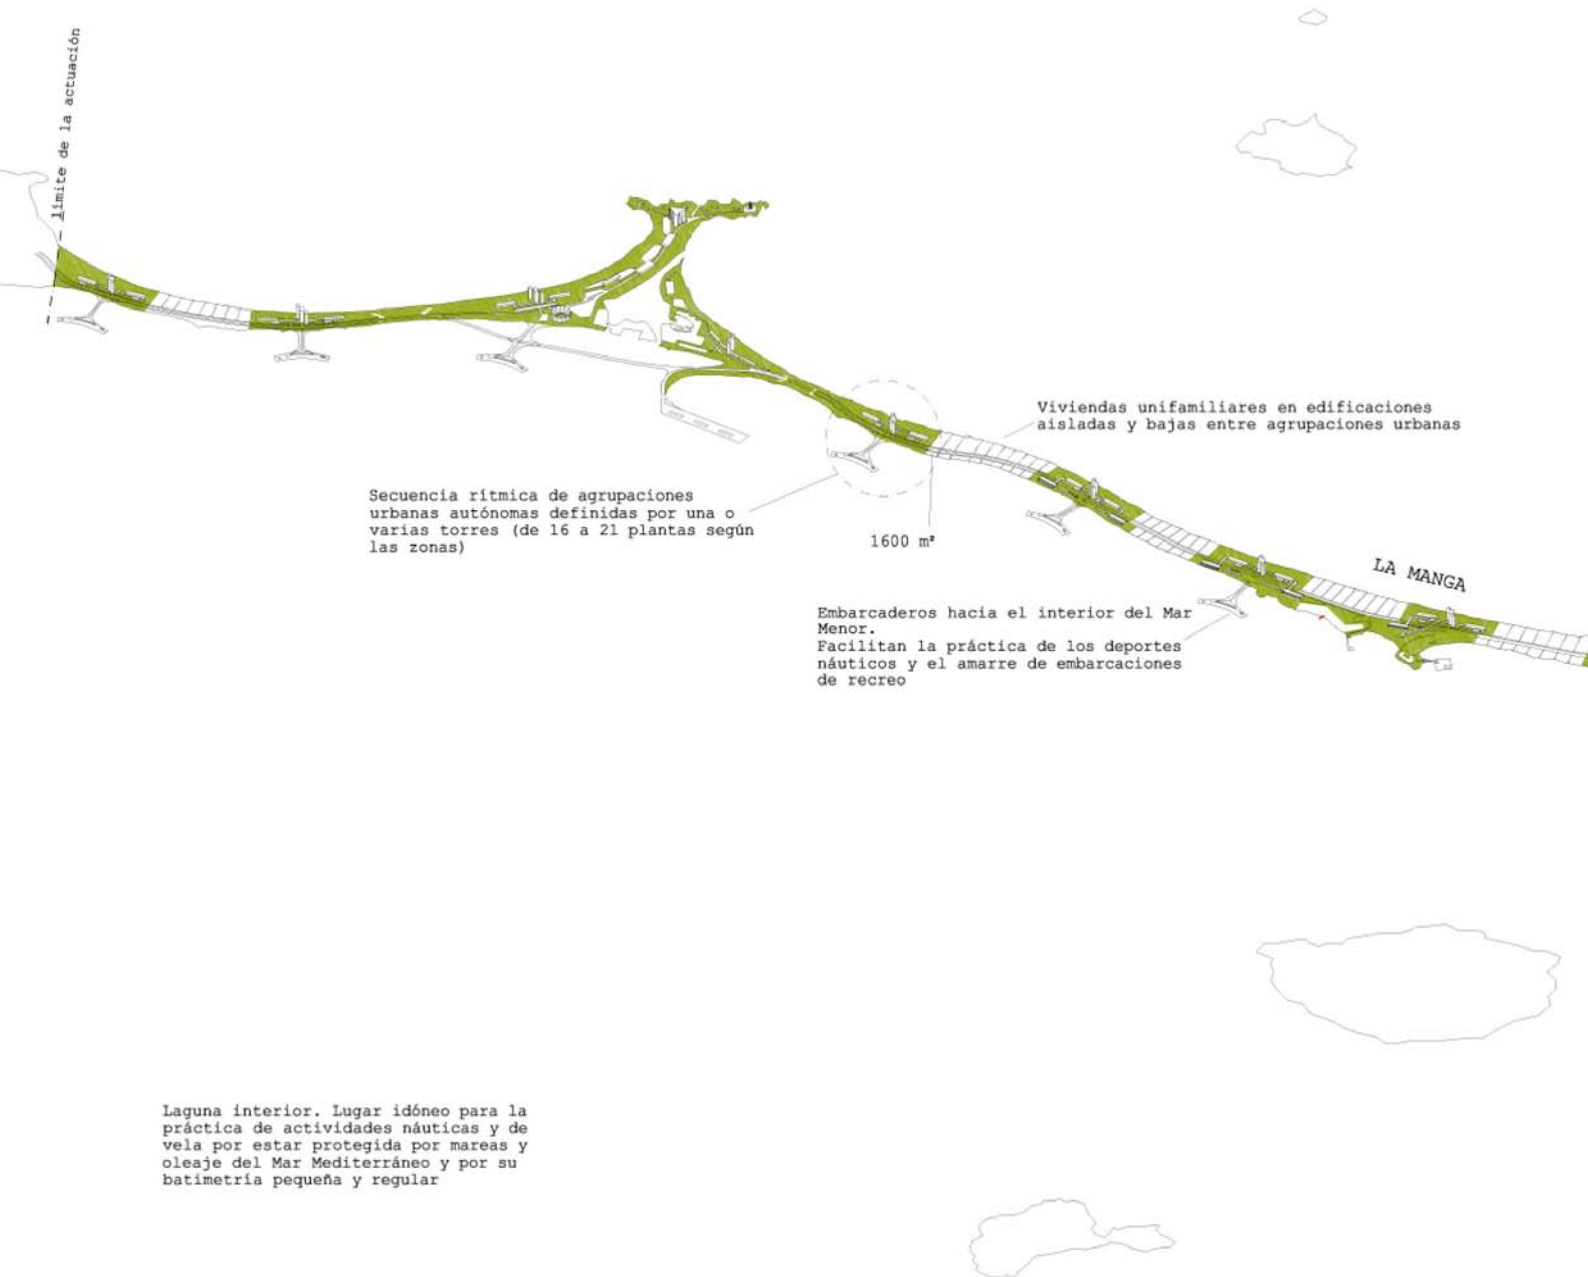 límite de la actuación
Viviendas unifamiliares en edificaciones
aisladas y bajas entre agrupaciones urbanas
Secuencia rítmica de agrupaciones
urbanas autónomas definidas por una o
varias torres (de 16 a 21 plantas según
las zonas)
1600 m²
LA MANGA
Embarcaderos hacia el interior del Mar
Menor.
Facilitan la práctica de los deportes
náuticos y el amarre de embarcaciones
de recreo
Laguna interior. Lugar idóneo para la
práctica de actividades náuticas y de
vela por estar protegida por mareas y
oleaje del Mar Mediterráneo y por su
batimetría pequeña y regular